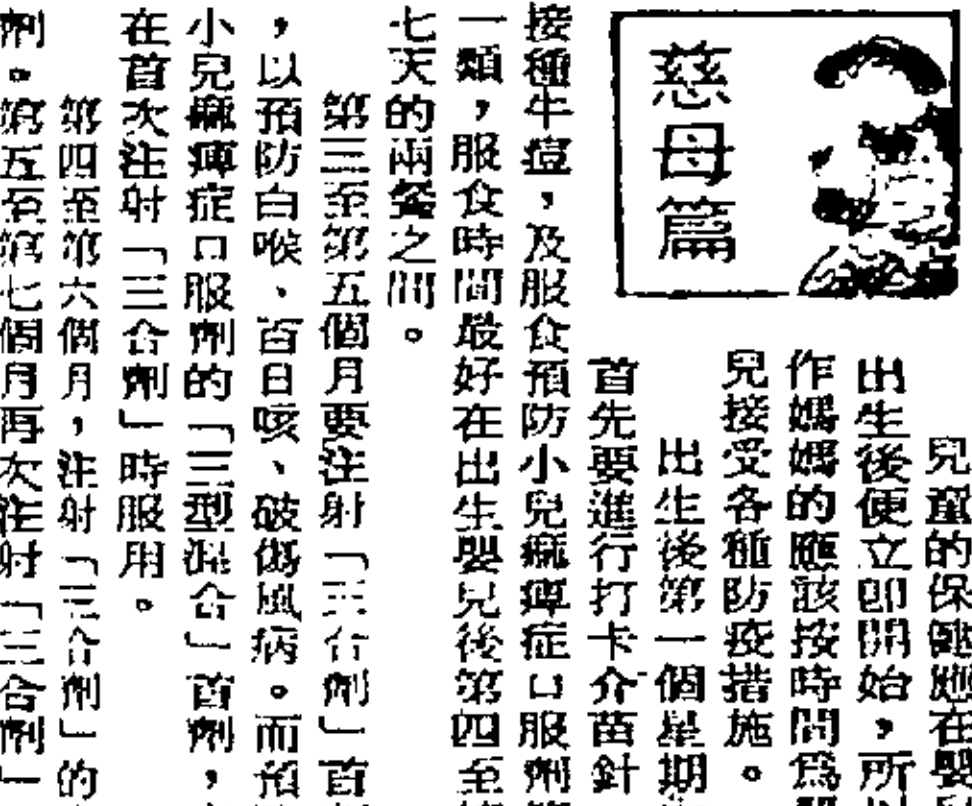 慈母篇
兒童的保健應在嬰兒
出生後便立即開始,所
作媽媽的應該按時間爲嬰
兒接受各種防疫措施。
出生後第一個星期
首先要進行打卡介苗針
接種牛痘,及服食預防小兒痲痺症口服劑
一類,服食時間最好在出生嬰兒後第四至
七天的兩餐之間。
第三至第五個月要注射「三合劑」首
,以預防白喉、百日咳、破傷風病。而預
小兒痲痺症口服劑的「三型混合」首劑,
在首次注射「三合劑」時服用。
第四至第六個月,注射「三合劑」的
劑。第五至第七個月再次注射「三合劑」